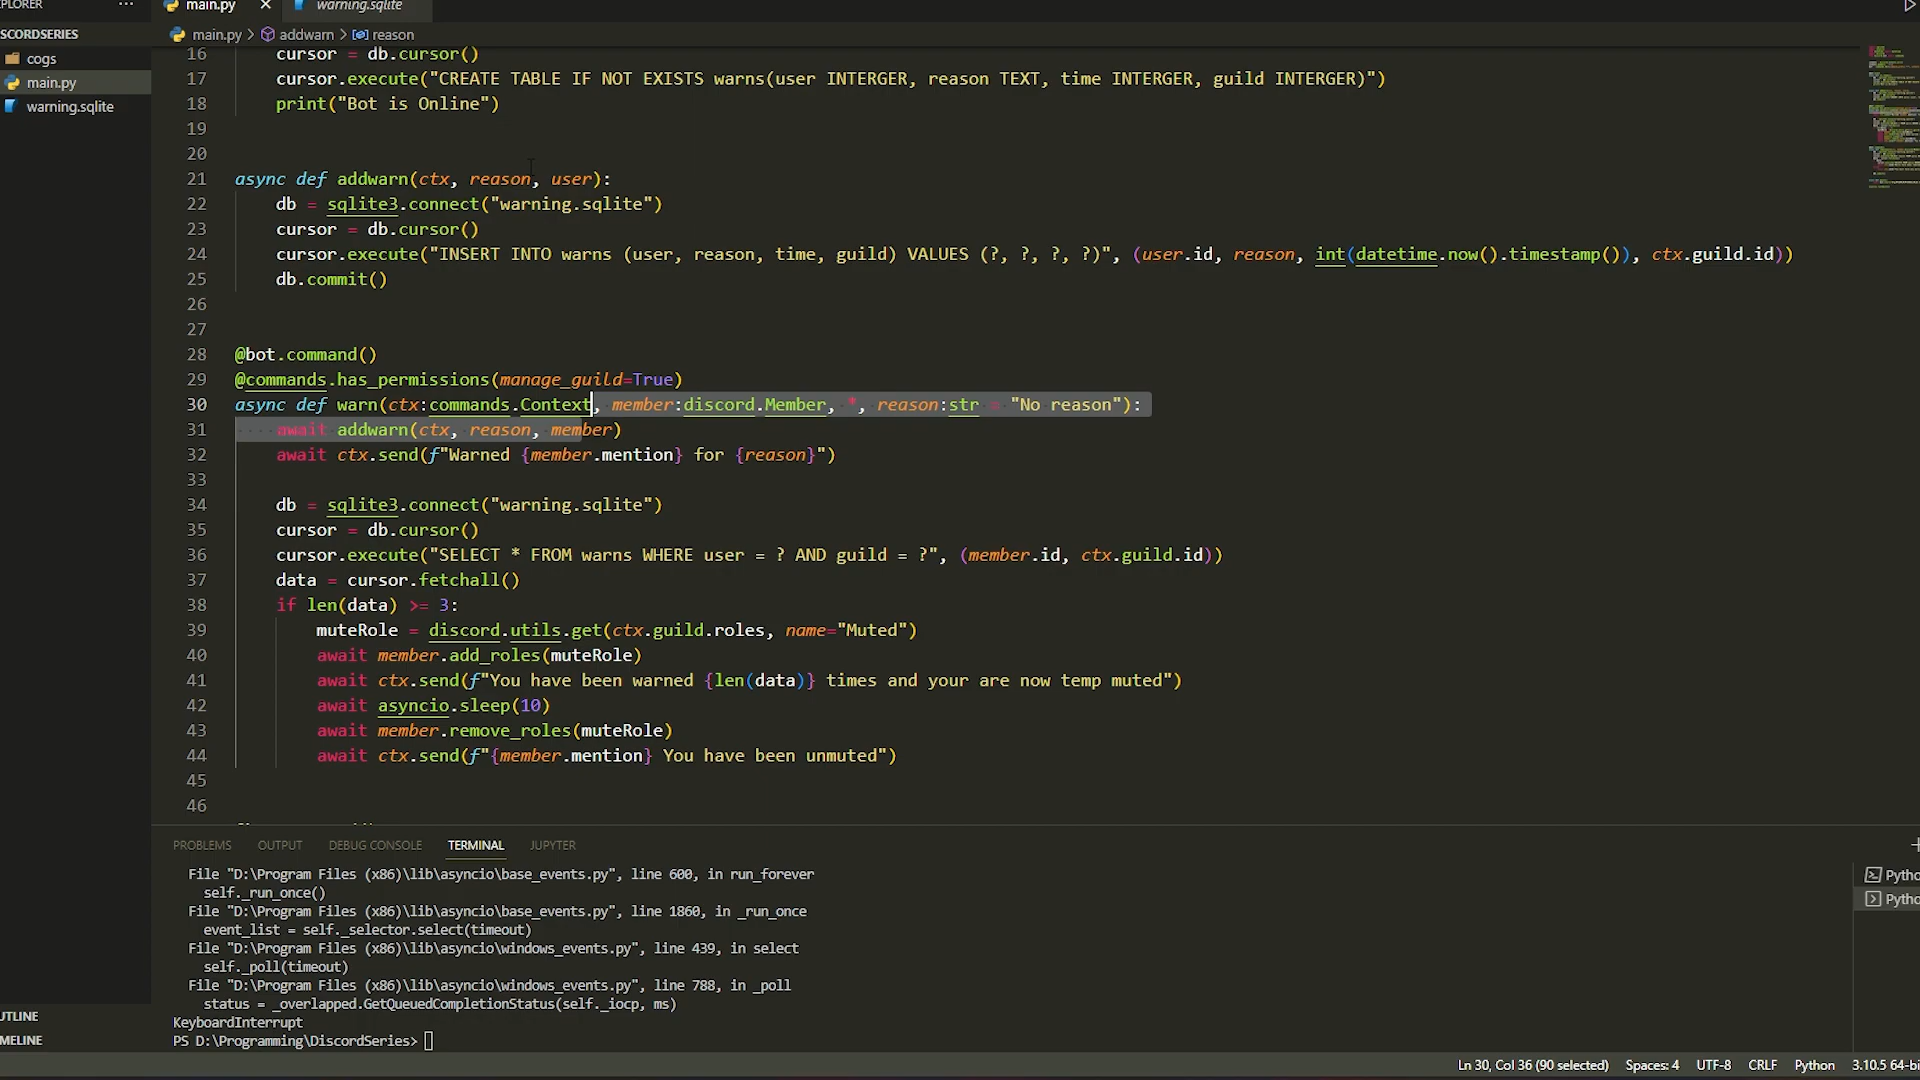 PLORER ···
SCORDSERIES
cogs
main.py
warning.sqlite
UTLINE
MELINE
main.py × warning.sqlite
main.py > addwarn > reason
16 cursor = db.cursor()
17 cursor.execute("CREATE TABLE IF NOT EXISTS warns(user INTERGER, reason TEXT, time INTERGER, guild INTERGER)")
18 print("Bot is Online")
19
20
21 async def addwarn(ctx, reason, user):
22 db = sqlite3.connect("warning.sqlite")
23 cursor = db.cursor()
24 cursor.execute("INSERT INTO warns (user, reason, time, guild) VALUES (?, ?, ?, ?)", (user.id, reason, int(datetime.now().timestamp()), ctx.guild.id))
25 db.commit()
26
27
28 @bot.command()
29 @commands.has_permissions(manage_guild=True)
30 async def warn(ctx:commands.Context, member:discord.Member, *, reason:str = "No reason"):
31 await addwarn(ctx, reason, member)
32 await ctx.send(f"Warned {member.mention} for {reason}")
33
34 db = sqlite3.connect("warning.sqlite")
35 cursor = db.cursor()
36 cursor.execute("SELECT * FROM warns WHERE user = ? AND guild = ?", (member.id, ctx.guild.id))
37 data = cursor.fetchall()
38 if len(data) >= 3:
39 muteRole = discord.utils.get(ctx.guild.roles, name="Muted")
40 await member.add_roles(muteRole)
41 await ctx.send(f"You have been warned {len(data)} times and your are now temp muted")
42 await asyncio.sleep(10)
43 await member.remove_roles(muteRole)
44 await ctx.send(f"{member.mention} You have been unmuted")
45
46
PROBLEMS OUTPUT DEBUG CONSOLE TERMINAL JUPYTER
File "D:\Program Files (x86)\lib\asyncio\base_events.py", line 600, in run_forever
self._run_once()
File "D:\Program Files (x86)\lib\asyncio\base_events.py", line 1860, in _run_once
event_list = self._selector.select(timeout)
File "D:\Program Files (x86)\lib\asyncio\windows_events.py", line 439, in select
self._poll(timeout)
File "D:\Program Files (x86)\lib\asyncio\windows_events.py", line 788, in _poll
status = _overlapped.GetQueuedCompletionStatus(self._iocp, ms)
KeyboardInterrupt
PS D:\Programming\DiscordSeries>
Pytho
Pytho
Ln 30, Col 36 (90 selected) Spaces: 4 UTF-8 CRLF Python 3.10.5 64-bi